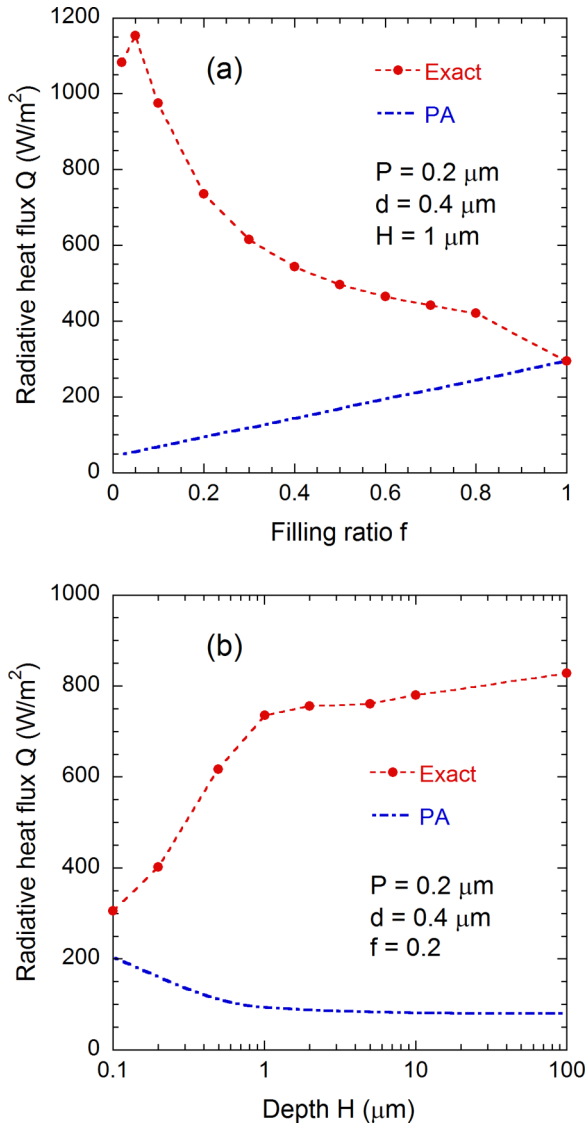 1200
1000
800
600
400
200
0
Radiative heat flux Q (W/m²)
(a)
Exact
PA
P = 0.2 μm
d = 0.4 μm
H = 1 μm
0 0.2 0.4 0.6 0.8 1
Filling ratio f
1000
800
600
400
200
0
Radiative heat flux Q (W/m²)
(b)
Exact
PA
P = 0.2 μm
d = 0.4 μm
f = 0.2
0.1 1 10 100
Depth H (μm)